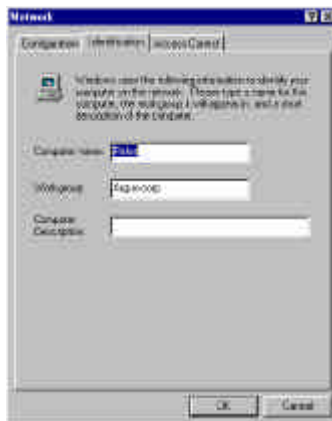 Network
Configuration Identification Access Control
Windows uses the following information to identify your
computer on the network. Please type a name for this
computer, the workgroup it will appear in, and a short
description of the computer.
Computer name:
Workgroup:
Computer
Description:
OK Cancel